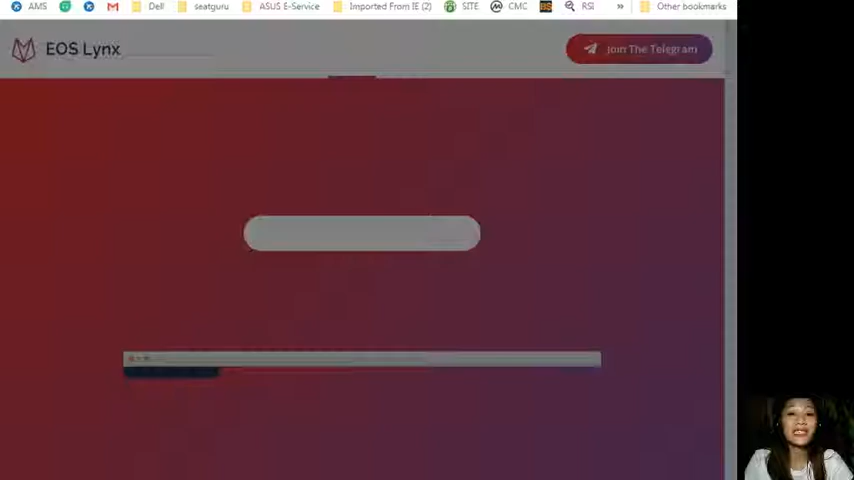 AMS Dell seatguru ASUS E-Service Imported From IE (2) SITE CMC BS RSI » Other bookmarks
EOS Lynx
Join The Telegram